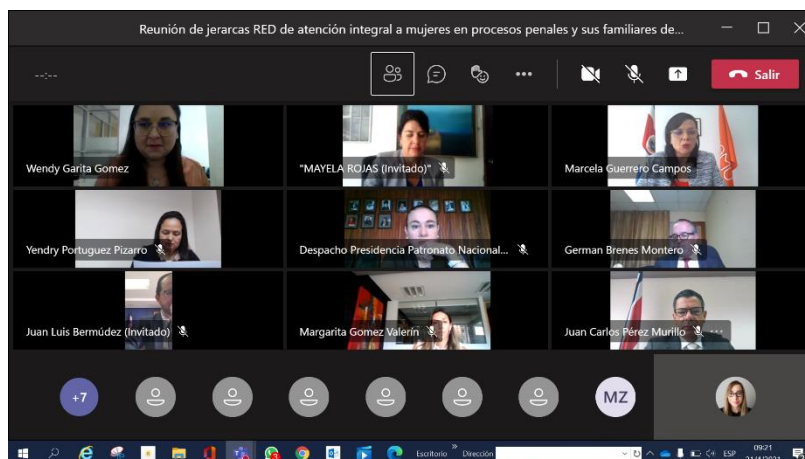 Reunión de jerarcas RED de atención integral a mujeres en procesos penales y sus familiares de...
--:--
Salir
Wendy Garita Gomez
"MAYELA ROJAS (Invitado)"
Marcela Guerrero Campos
Yendry Portuguez Pizarro
Despacho Presidencia Patronato Nacional...
German Brenes Montero
Juan Luis Bermúdez (Invitado)
Margarita Gomez Valerín
Juan Carlos Pérez Murillo
+7
MZ
Escritorio
Dirección
ESP
09:21